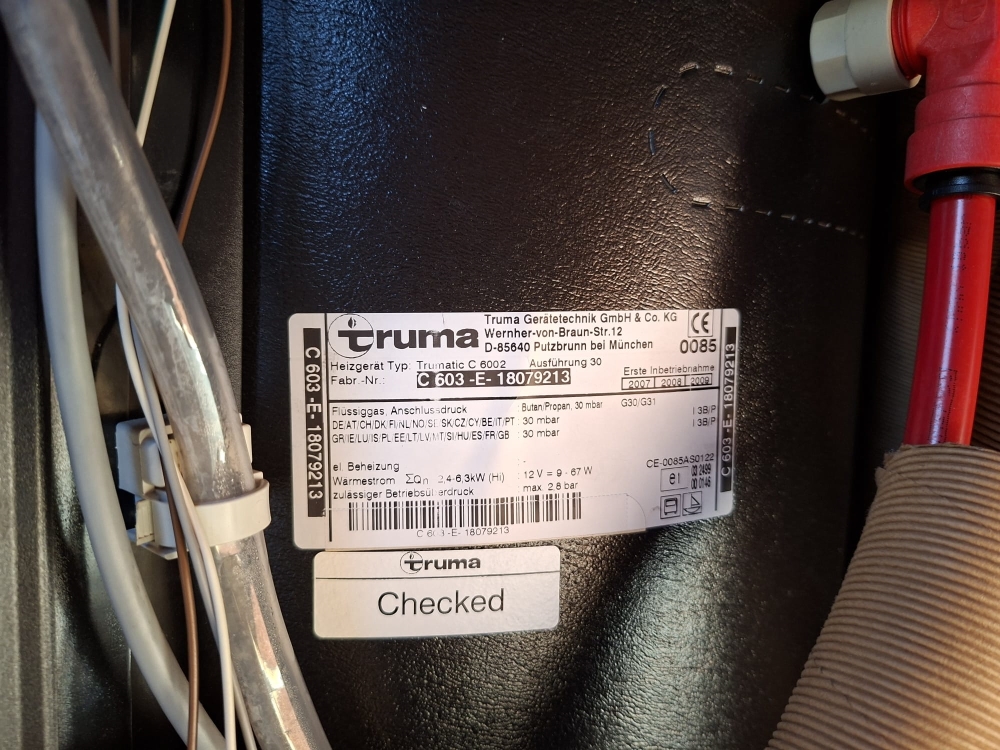 truma
Truma Gerätetechnik GmbH & Co. KG
Wernher-von-Braun-Str.12
D-85640 Putzbrunn bei München
CE
0085
Heizgerät Typ: Trumatic C 6002 Ausführung 30
Fabr.-Nr.: C 603 -E- 18079213
Erste Inbetriebnahme
2007 2008 2009
Flüssiggas, Anschlussdruck Butan/Propan, 30 mbar G30/G31 I 3B/P
DE/AT/CH/DK FI/NL/NO/SE SK/CZ/CY/BE/IT/PT : 30 mbar I 3B/P
GR/IE/LU/IS/PL EE/LT/LV/MT/SI/HU/ES/FR/GB : 30 mbar
el. Beheizung : -
Wärmestrom ΣQn 2,4-6,3kW (Hi) : 12 V = 9 - 67 W
zulässiger Betriebsüberdruck max. 2.8 bar
CE-0085AS0122
e1 03 2499
00 0146
C 603 -E- 18079213
C 603 -E- 18079213
C 603 -E- 18079213
truma
Checked